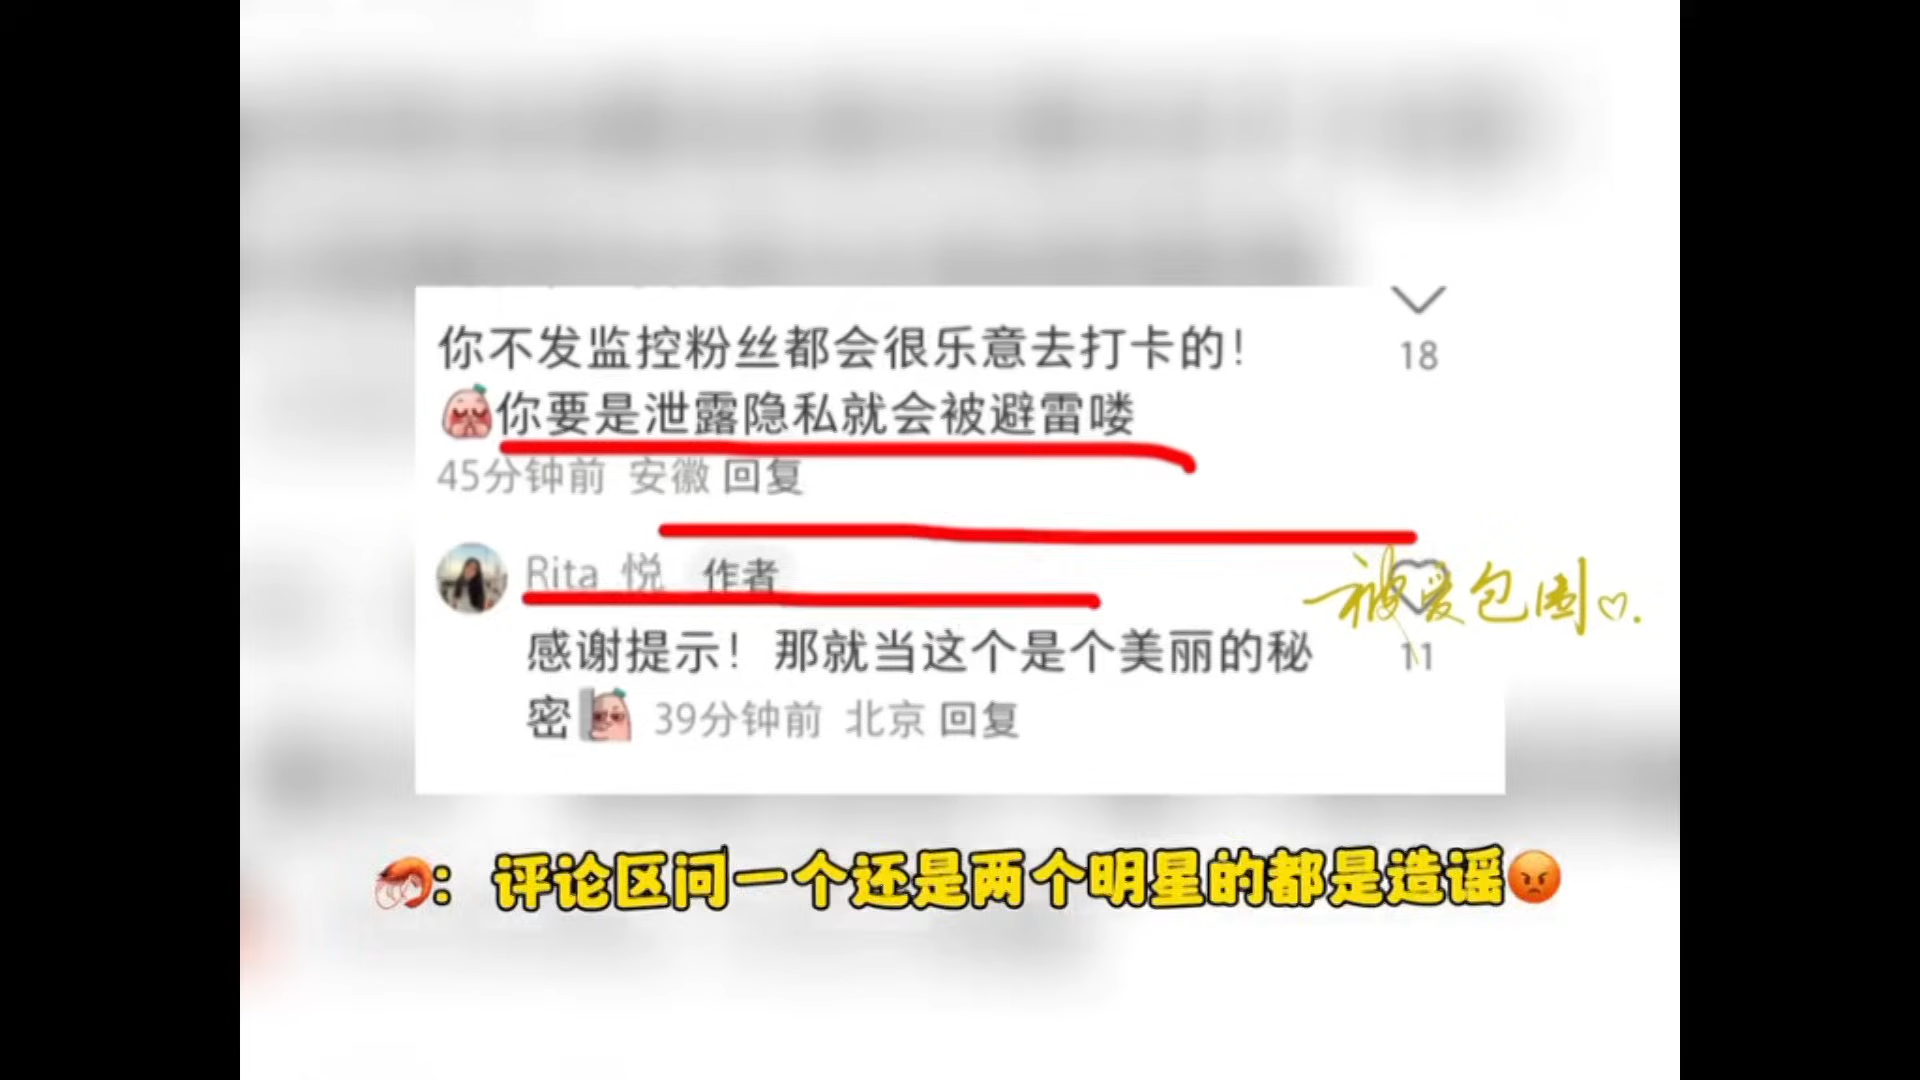 你不发监控粉丝都会很乐意去打卡的！
18
你要是泄露隐私就会被避雷喽
45分钟前 安徽 回复
Rita 悦 作者
被爱包围
感谢提示！那就当这个是个美丽的秘
11
密 39分钟前 北京 回复
：评论区问一个还是两个明星的都是造谣